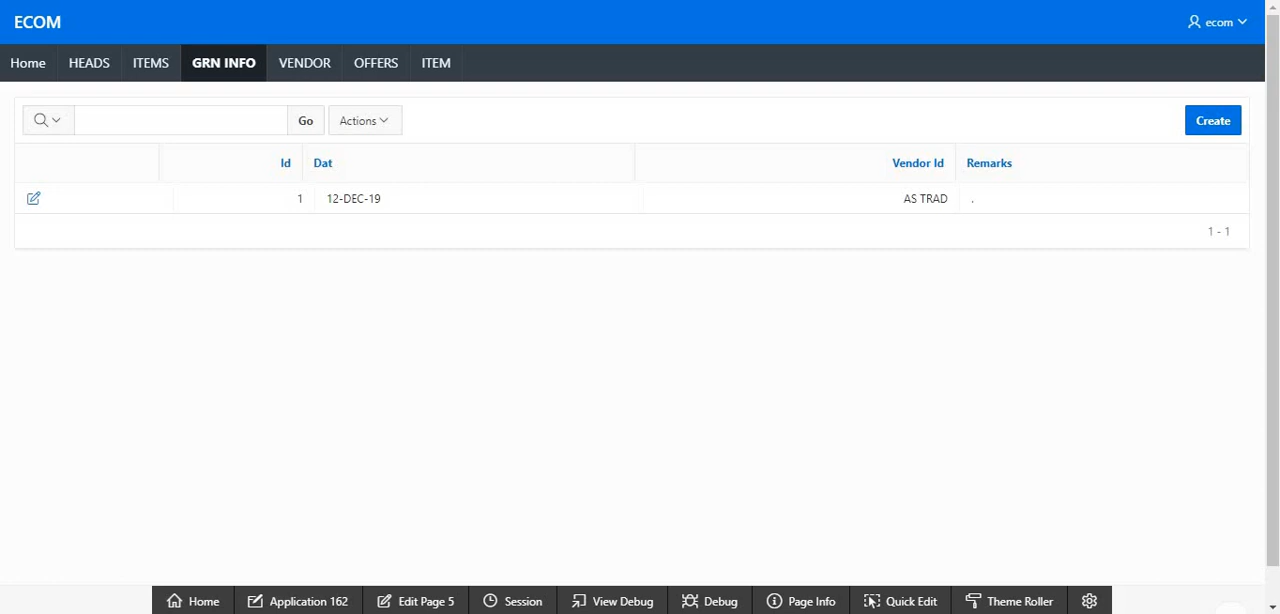 ECOM ecom
Home HEADS ITEMS GRN INFO VENDOR OFFERS ITEM
Go Actions Create
Id Dat Vendor Id Remarks
1 12-DEC-19 AS TRAD .
1 - 1
Home Application 162 Edit Page 5 Session View Debug Debug Page Info Quick Edit Theme Roller